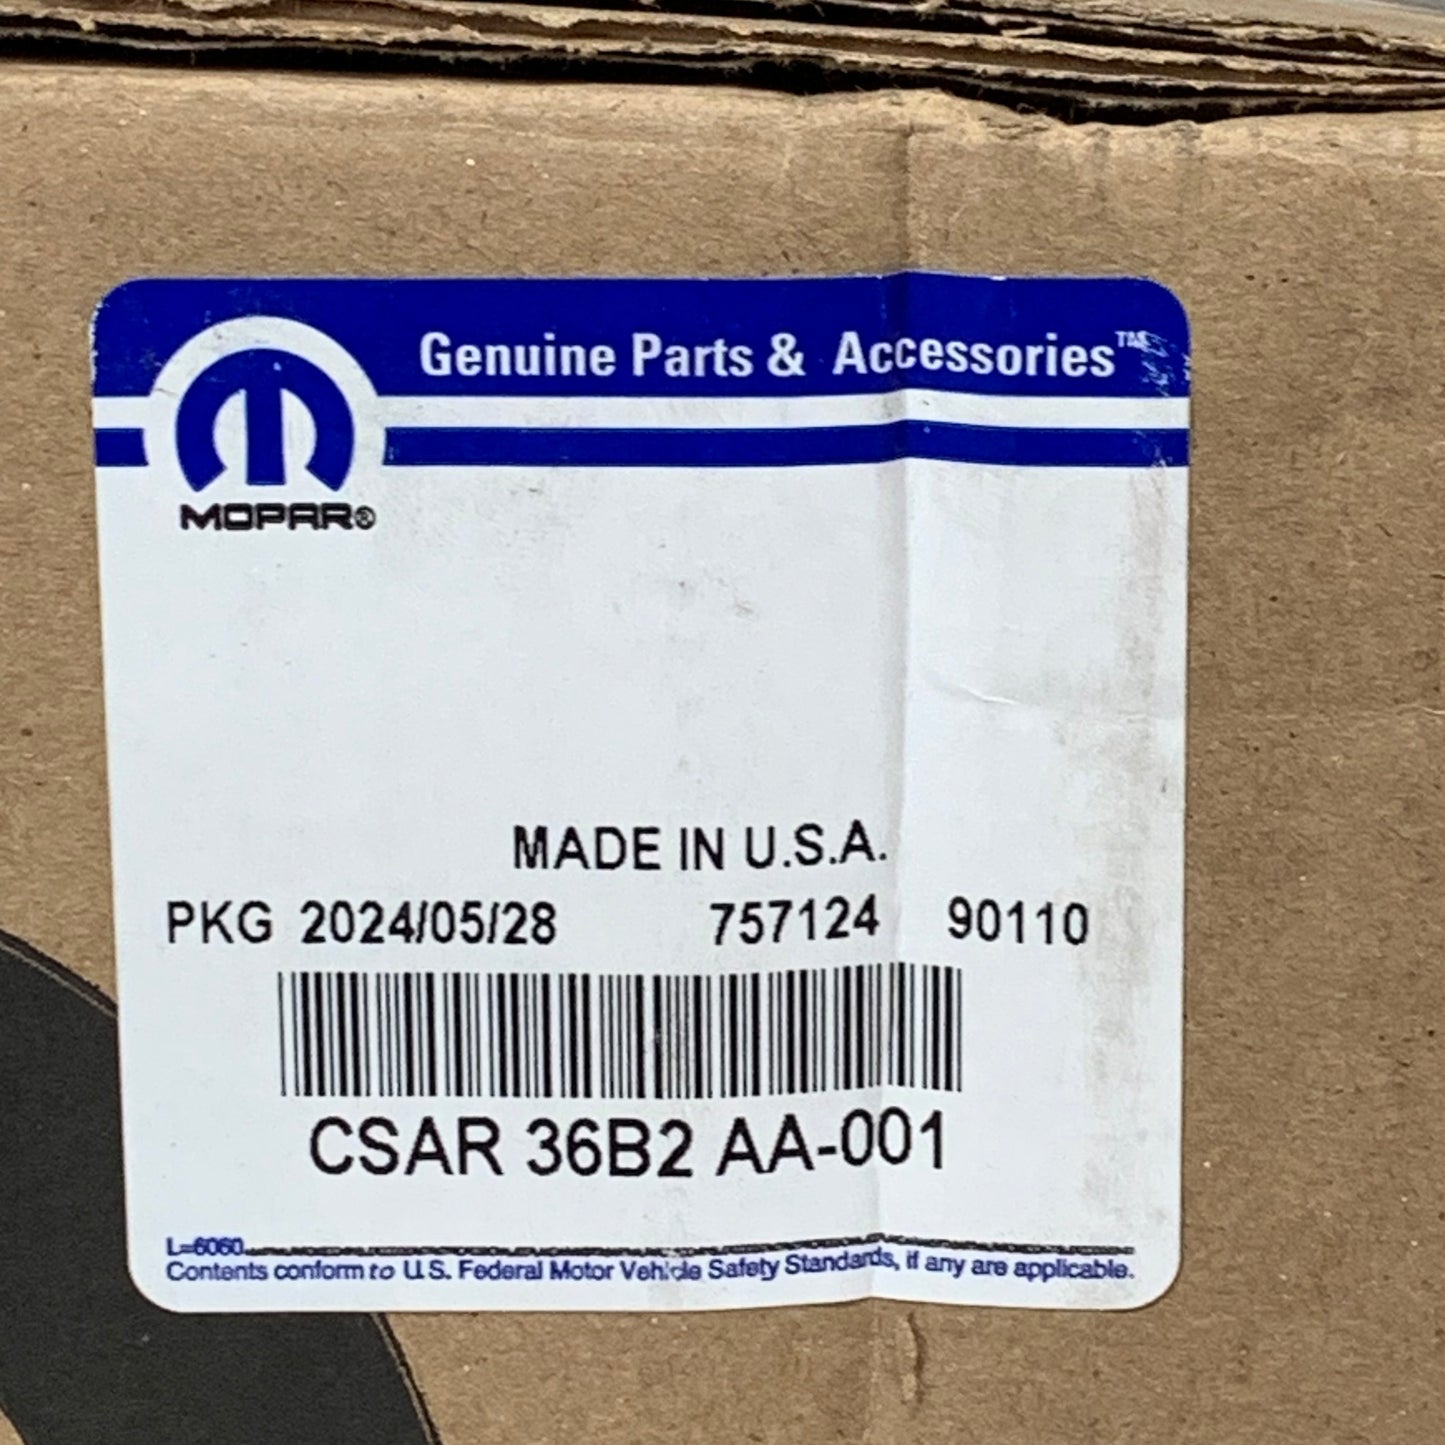 Genuine Parts & Accessories™
MOPAR®
MADE IN U.S.A.
PKG 2024/05/28 757124 90110
CSAR 36B2 AA-001
L-6060
Contents conform to U.S. Federal Motor Vehicle Safety Standards, if any are applicable.